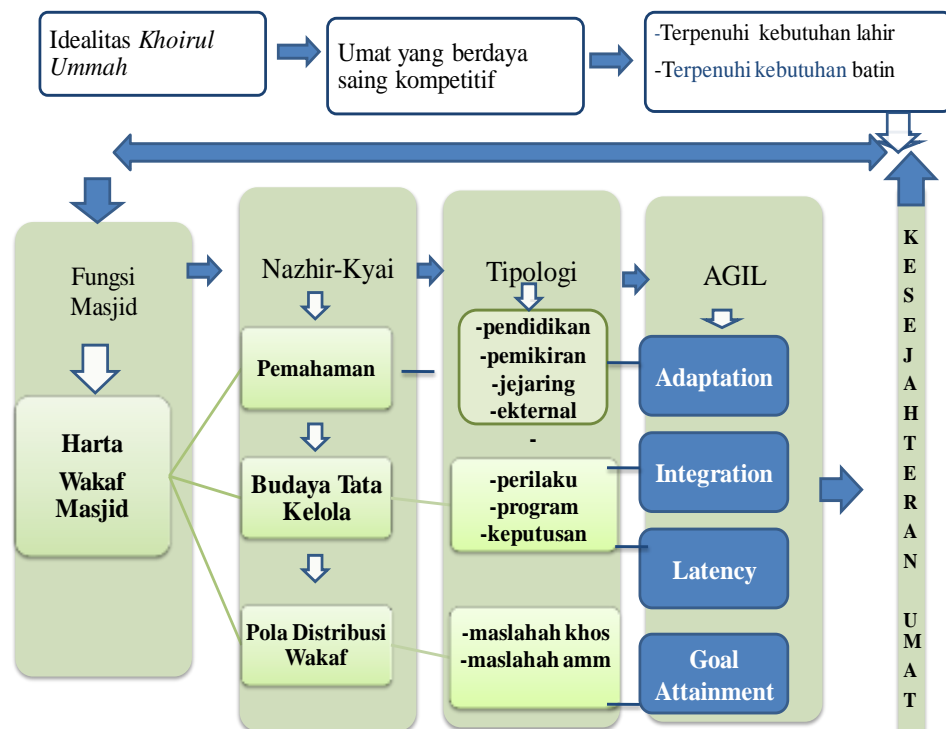 Idealitas Khoirul
Ummah
Umat yang berdaya
saing kompetitif
-Terpenuhi kebutuhan lahir
-Terpenuhi kebutuhan batin
Fungsi
Masjid
Harta
Wakaf
Masjid
Nazhir-Kyai
Pemahaman
Budaya Tata
Kelola
Pola Distribusi
Wakaf
Tipologi
-pendidikan
-pemikiran
-jejaring
-ekternal
-
-perilaku
-program
-keputusan
-maslahah khos
-maslahah amm
AGIL
Adaptation
Integration
Latency
Goal
Attainment
KESEJAHTERAN UMAT